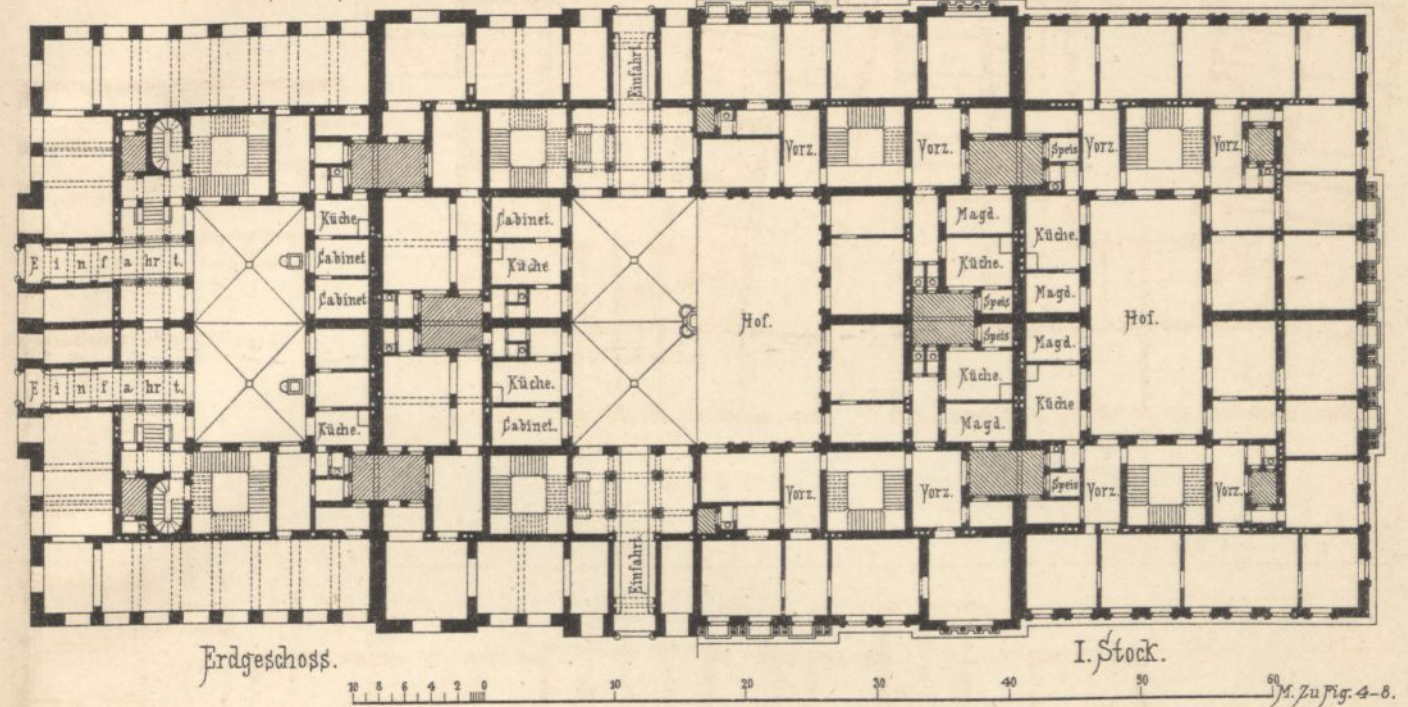 Einfahrt.
Vorz. Vorz. Speis Vorz. Vorz.
Küche. Cabinet. Magd.
Küche.
Einfahrt. Cabinet Küche Küche.
Cabinet Speis Magd.
Hof. Hof.
Speis Magd.
Einfahrt. Küche. Küche.
Küche
Küche. Cabinet. Magd.
Vorz. Vorz. Speis Vorz. Vorz.
Einfahrt.
Erdgeschoss. I. Stock.
10 8 6 4 2 0 10 20 30 40 50 60 M. Zu Fig. 4-8.